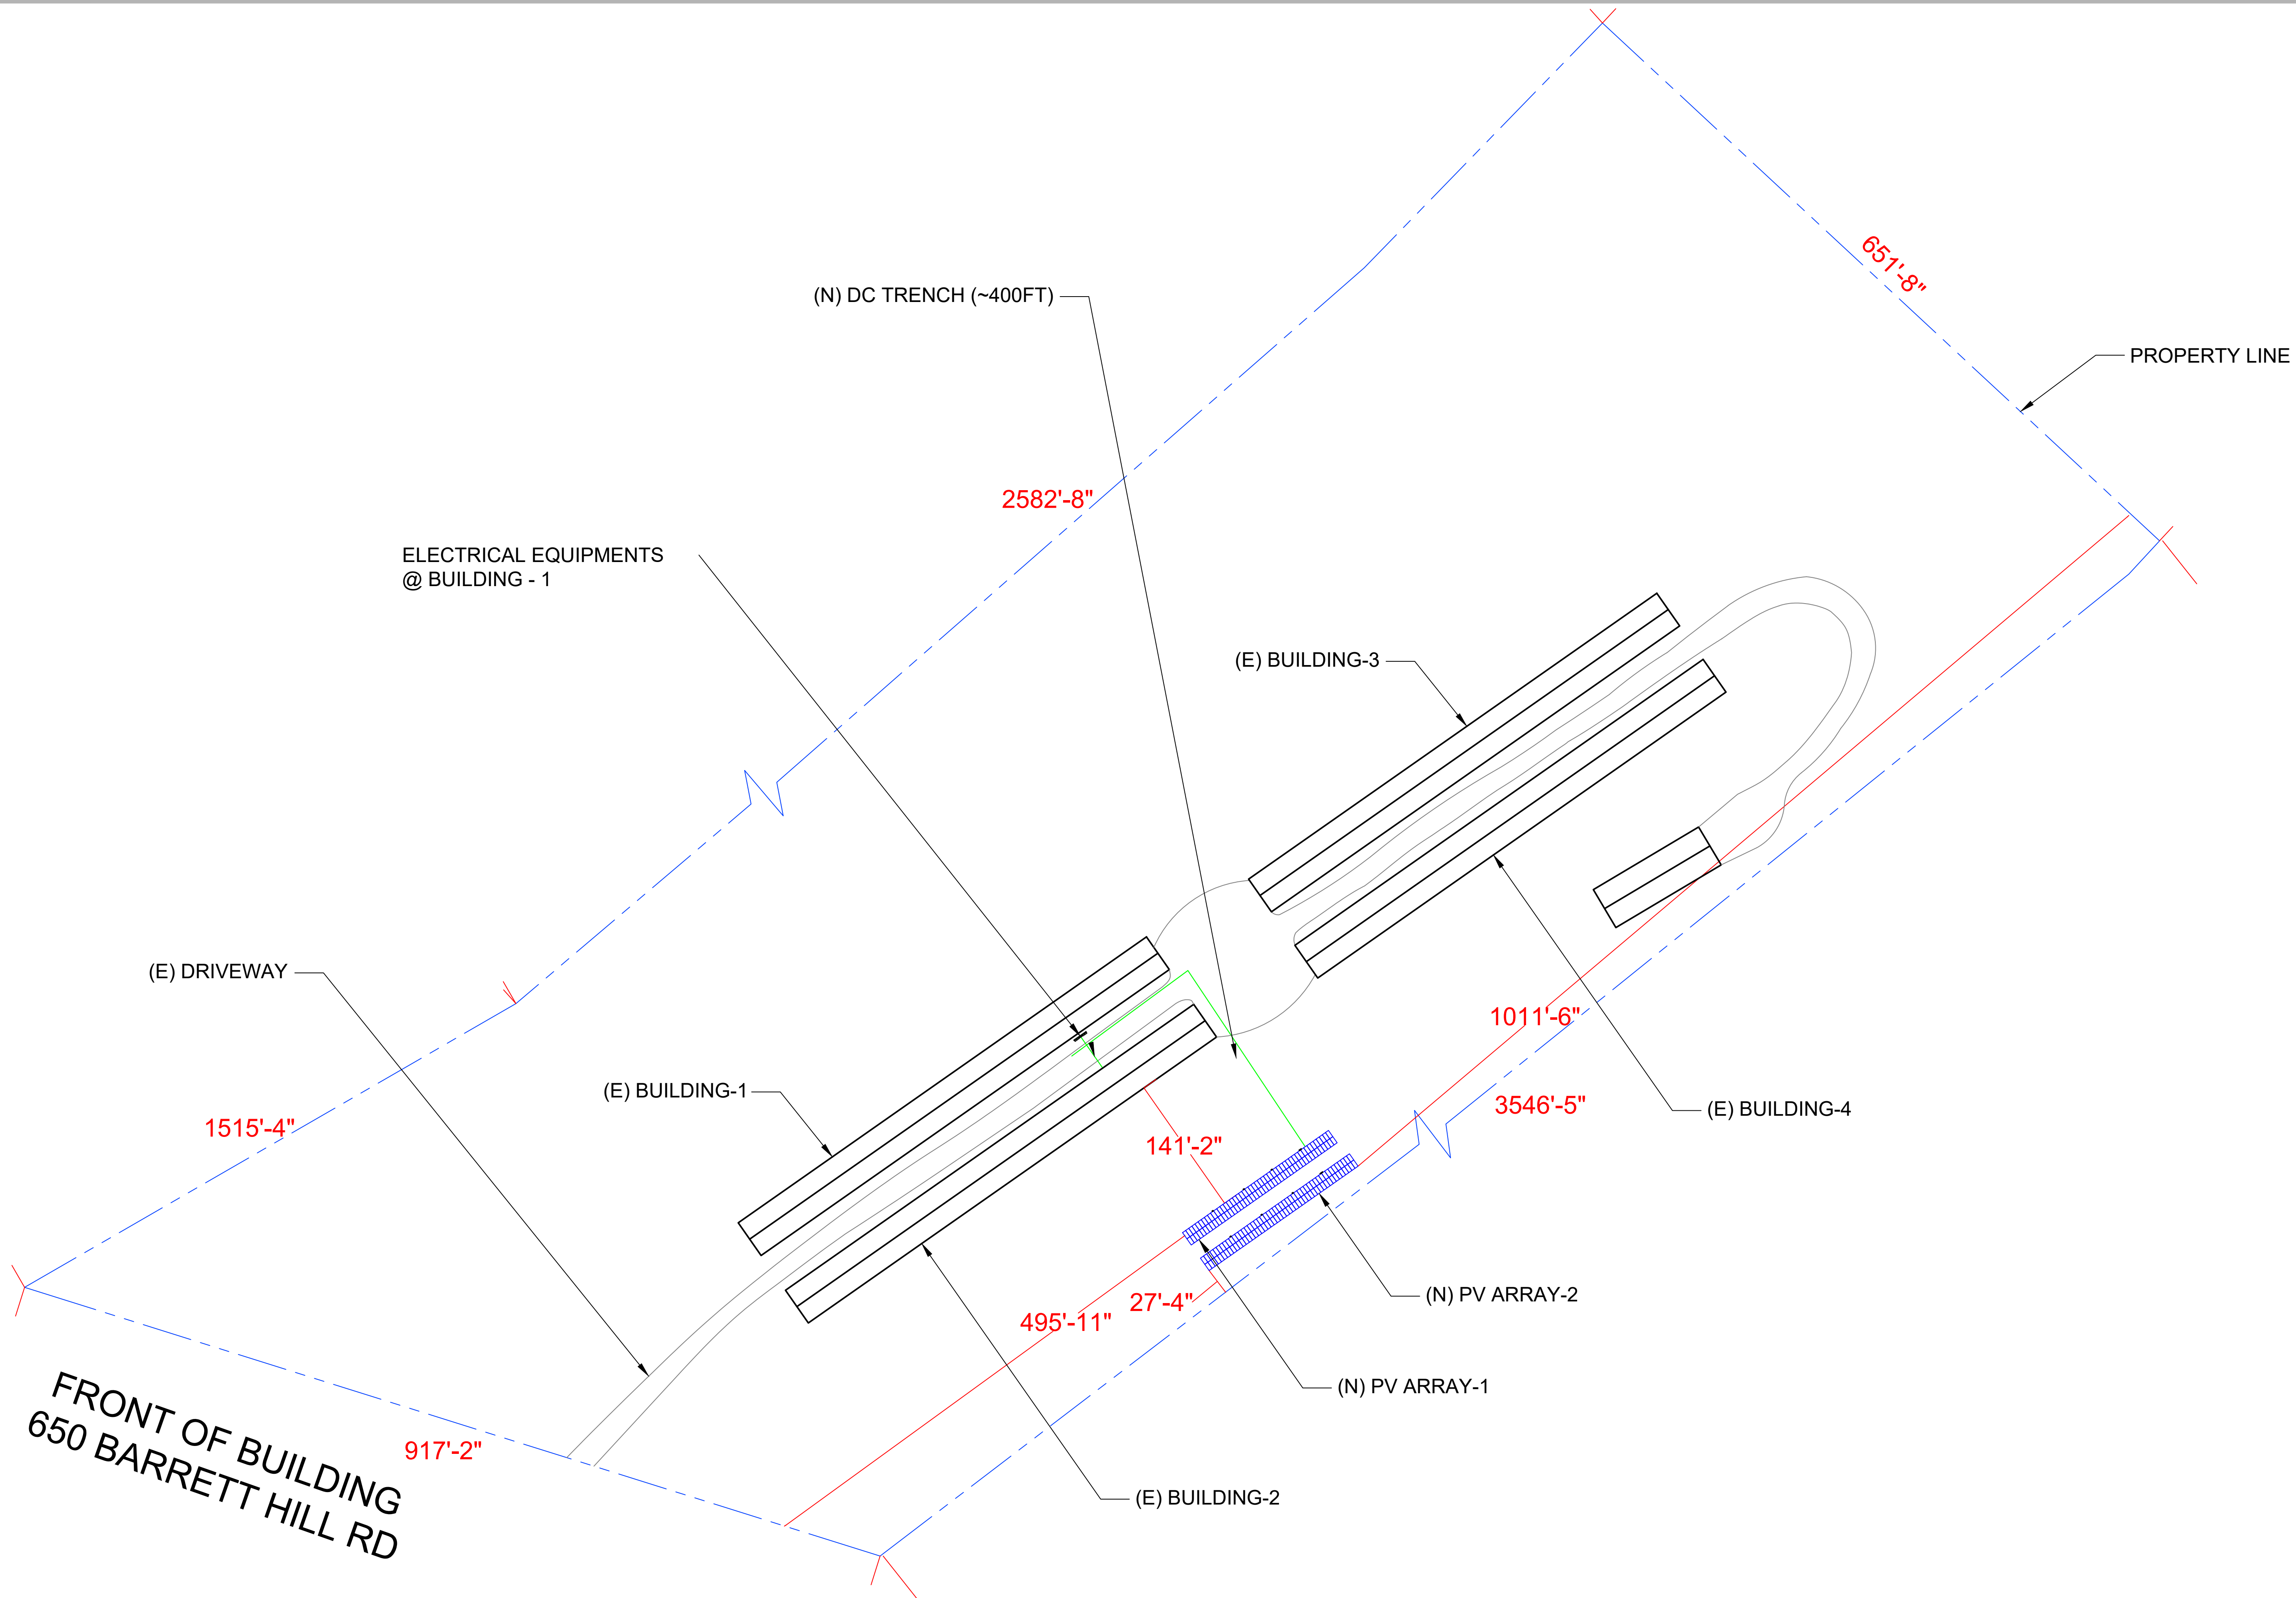 651'-8"
(N) DC TRENCH (~400FT)
PROPERTY LINE
2582'-8"
ELECTRICAL EQUIPMENTS
@ BUILDING - 1
(E) BUILDING-3
(E) DRIVEWAY
1011'-6"
(E) BUILDING-1
3546'-5"
(E) BUILDING-4
1515'-4"
141'-2"
(N) PV ARRAY-2
27'-4"
495'-11"
(N) PV ARRAY-1
FRONT OF BUILDING
650 BARRETT HILL RD
917'-2"
(E) BUILDING-2